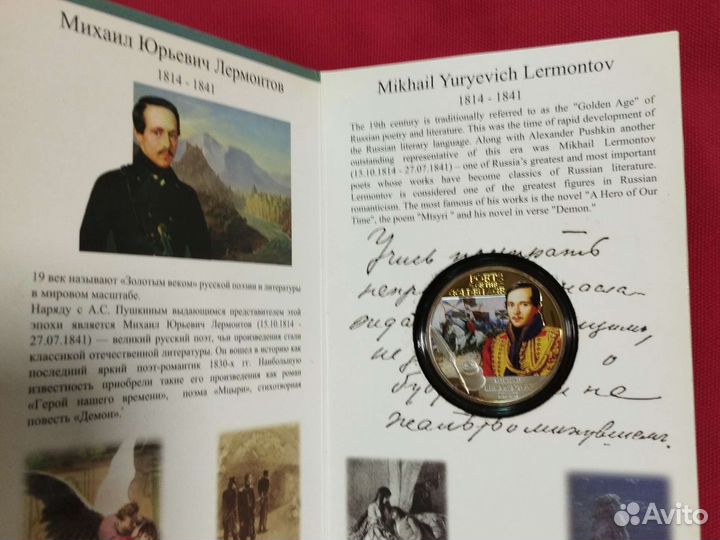 Михаил Юрьевич Лермонтов
1814 - 1841
19 век называют «Золотым веком» русской поэзии и литературы
в мировом масштабе.
Наряду с А.С. Пушкиным выдающимся представителем этой
эпохи является Михаил Юрьевич Лермонтов (15.10.1814 -
27.07.1841) — великий русский поэт, чьи произведения стали
классикой отечественной литературы. Он вошел в историю как
последний яркий поэт-романтик 1830-х гг. Наибольшую
известность приобрели такие его произведения как роман
«Герой нашего времени», поэма «Мцыри», стихотворная
повесть «Демон».
Mikhail Yuryevich Lermontov
1814 - 1841
The 19th century is traditionally referred to as the "Golden Age" of
Russian poetry and literature. This was the time of rapid development of
the Russian literary language. Along with Alexander Pushkin another
outstanding representative of this era was Mikhail Lermontov
(15.10.1814 - 27.07.1841) – one of Russia's greatest and most important
poets whose works have become classics of Russian literature.
Lermontov is considered one of the greatest figures in Russian
romanticism. The most famous of his works is the novel "A Hero of Our
Time", the poem "Mtsyri " and his novel in verse "Demon."
Учись
POETS
OF THE
GOLDEN AGE
не
Avito